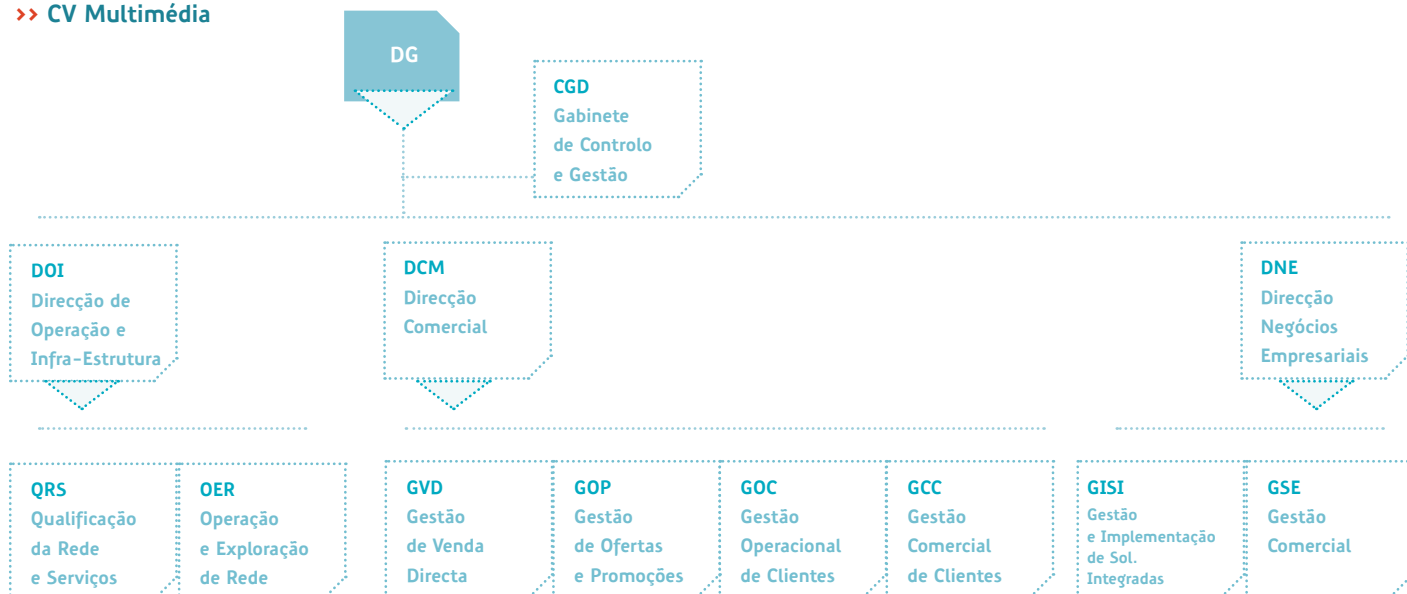 >> CV Multimédia
DG
CGD
Gabinete
de Controlo
e Gestão
DOI
Direcção de
Operação e
Infra-Estrutura
DCM
Direcção
Comercial
DNE
Direcção
Negócios
Empresariais
QRS
Qualificação
da Rede
e Serviços
OER
Operação
e Exploração
de Rede
GVD
Gestão
de Venda
Directa
GOP
Gestão
de Ofertas
e Promoções
GOC
Gestão
Operacional
de Clientes
GCC
Gestão
Comercial
de Clientes
GISI
Gestão
e Implementação
de Sol.
Integradas
GSE
Gestão
Comercial